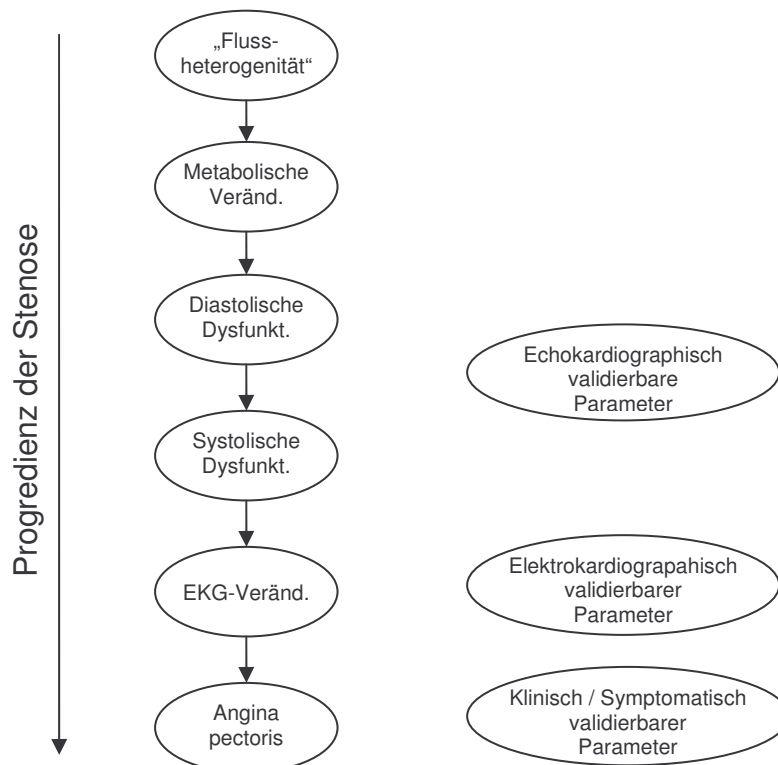 Progredienz der Stenose
„Fluss-
heterogenität“
Metabolische
Veränd.
Diastolische
Dysfunkt.
Echokardiographisch
validierbare
Parameter
Systolische
Dysfunkt.
EKG-Veränd.
Elektrokardiograpahisch
validierbarer
Parameter
Angina
pectoris
Klinisch / Symptomatisch
validierbarer
Parameter